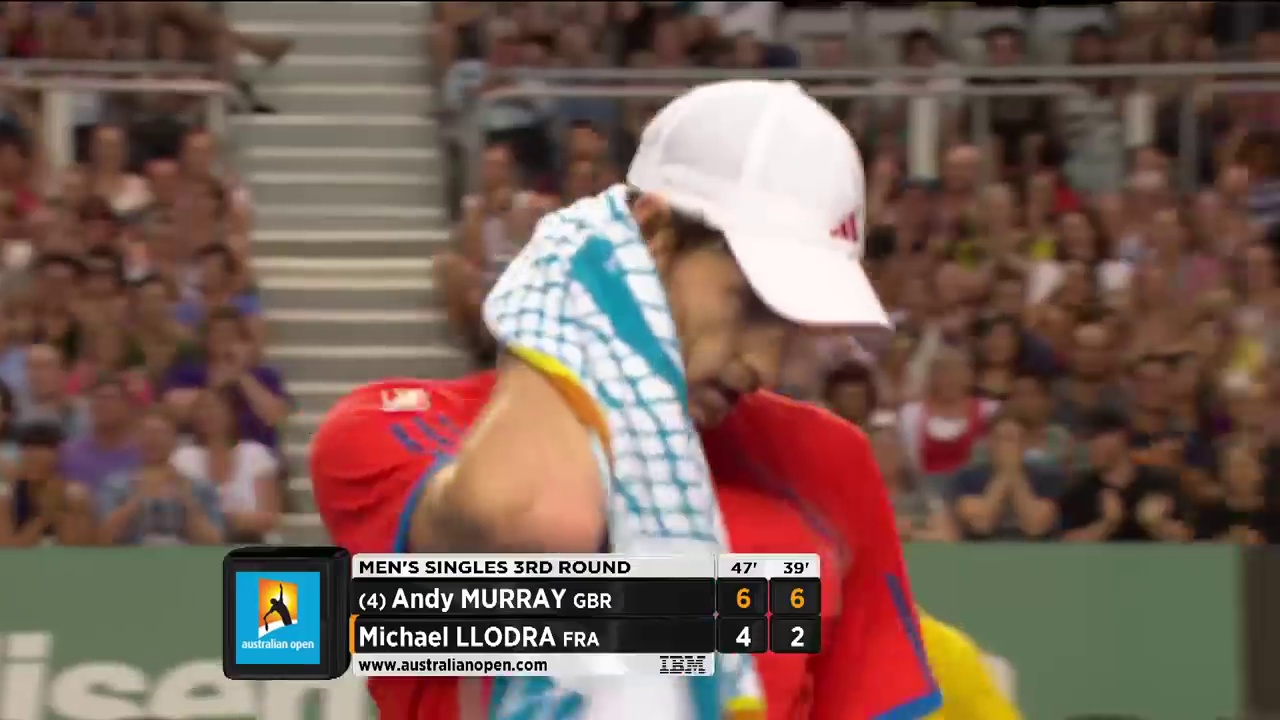 MEN'S SINGLES 3RD ROUND 47' 39'
(4) Andy MURRAY GBR 6 6
Michael LLODRA FRA 4 2
www.australianopen.com IBM
australian open